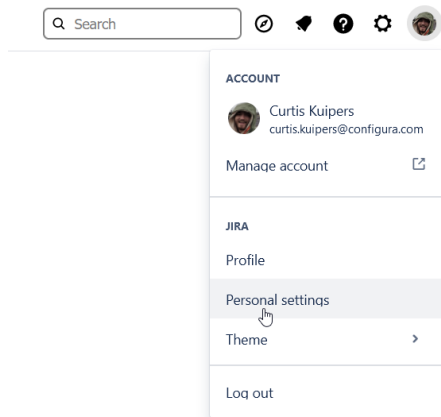 Search
ACCOUNT
Curtis Kuipers
curtis.kuipers@configura.com
Manage account
JIRA
Profile
Personal settings
Theme
Log out